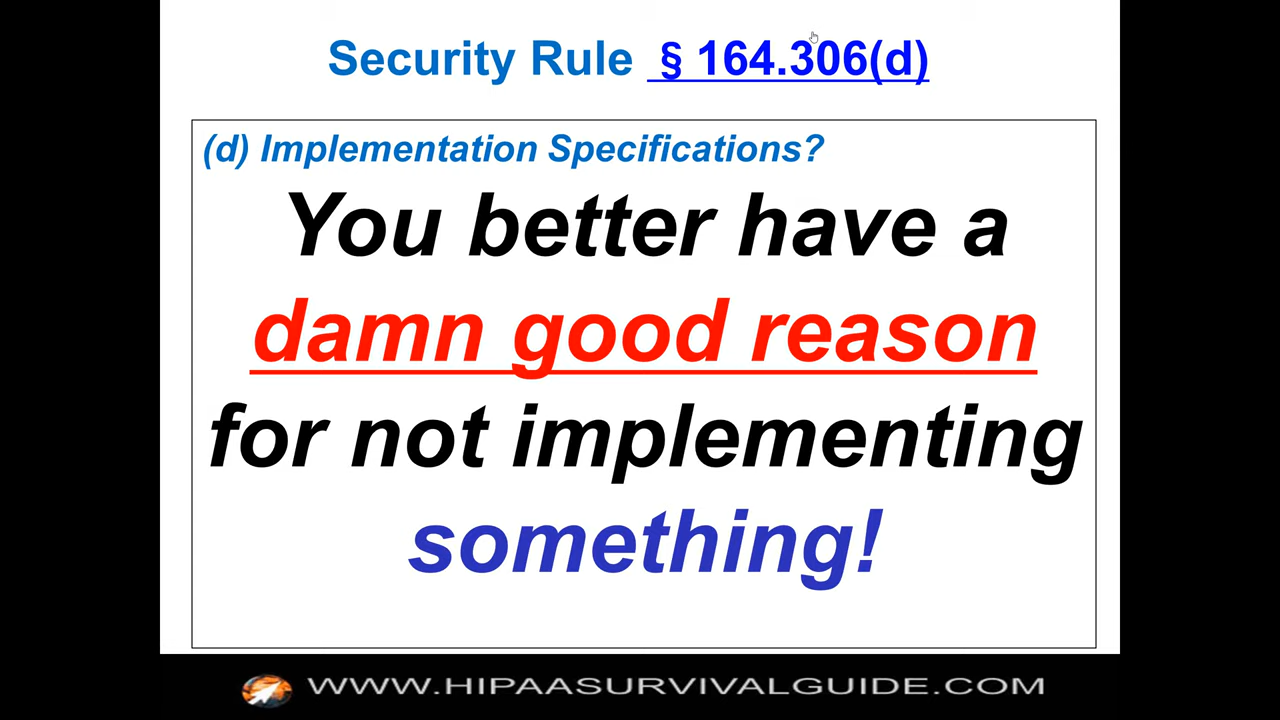 Security Rule § 164.306(d)
(d) Implementation Specifications?
You better have a
damn good reason
for not implementing
something!
WWW.HIPAASURVIVALGUIDE.COM